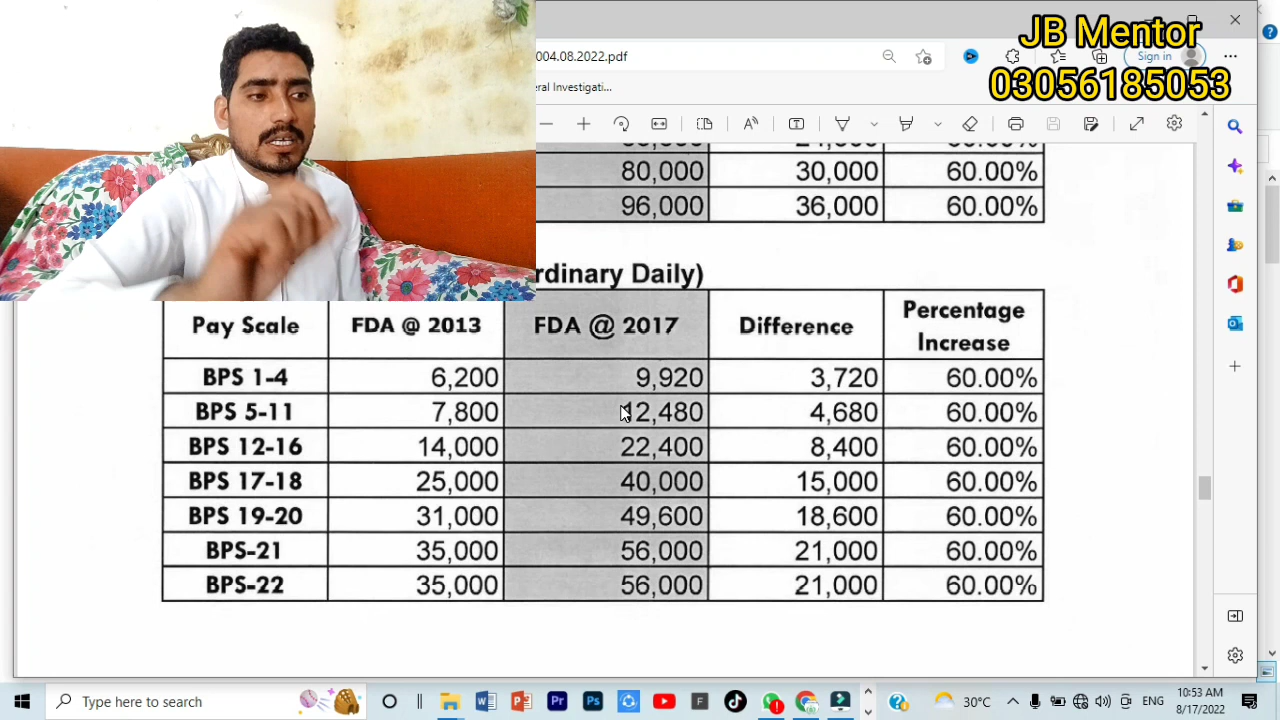 JB Mentor
03056185053
004.08.2022.pdf
Sign in
eral Investigati...
80,000 30,000 60.00%
96,000 36,000 60.00%
rdinary Daily)
Pay Scale FDA @ 2013 FDA @ 2017 Difference Percentage Increase
BPS 1-4 6,200 9,920 3,720 60.00%
BPS 5-11 7,800 12,480 4,680 60.00%
BPS 12-16 14,000 22,400 8,400 60.00%
BPS 17-18 25,000 40,000 15,000 60.00%
BPS 19-20 31,000 49,600 18,600 60.00%
BPS-21 35,000 56,000 21,000 60.00%
BPS-22 35,000 56,000 21,000 60.00%
Type here to search
30°C
ENG
10:53 AM
8/17/2022